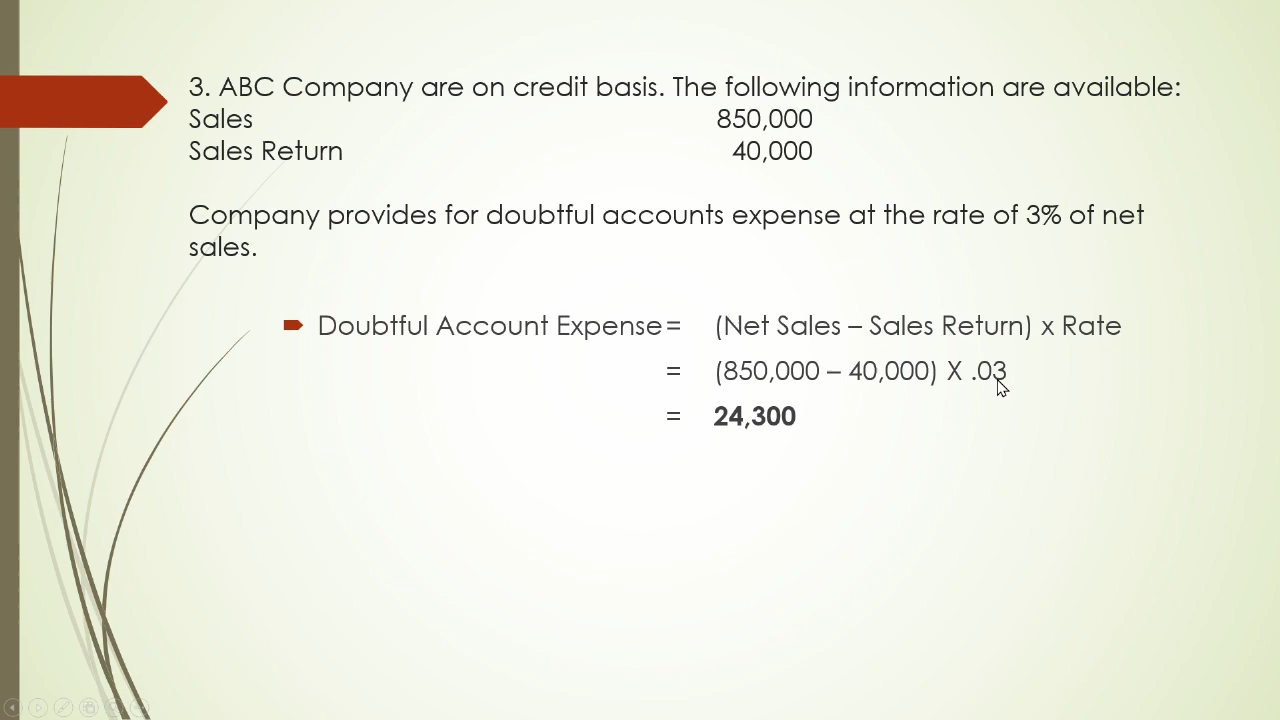 3. ABC Company are on credit basis. The following information are available:
Sales 850,000
Sales Return 40,000
Company provides for doubtful accounts expense at the rate of 3% of net
sales.
Doubtful Account Expense = (Net Sales – Sales Return) x Rate
= (850,000 – 40,000) X .03
= 24,300